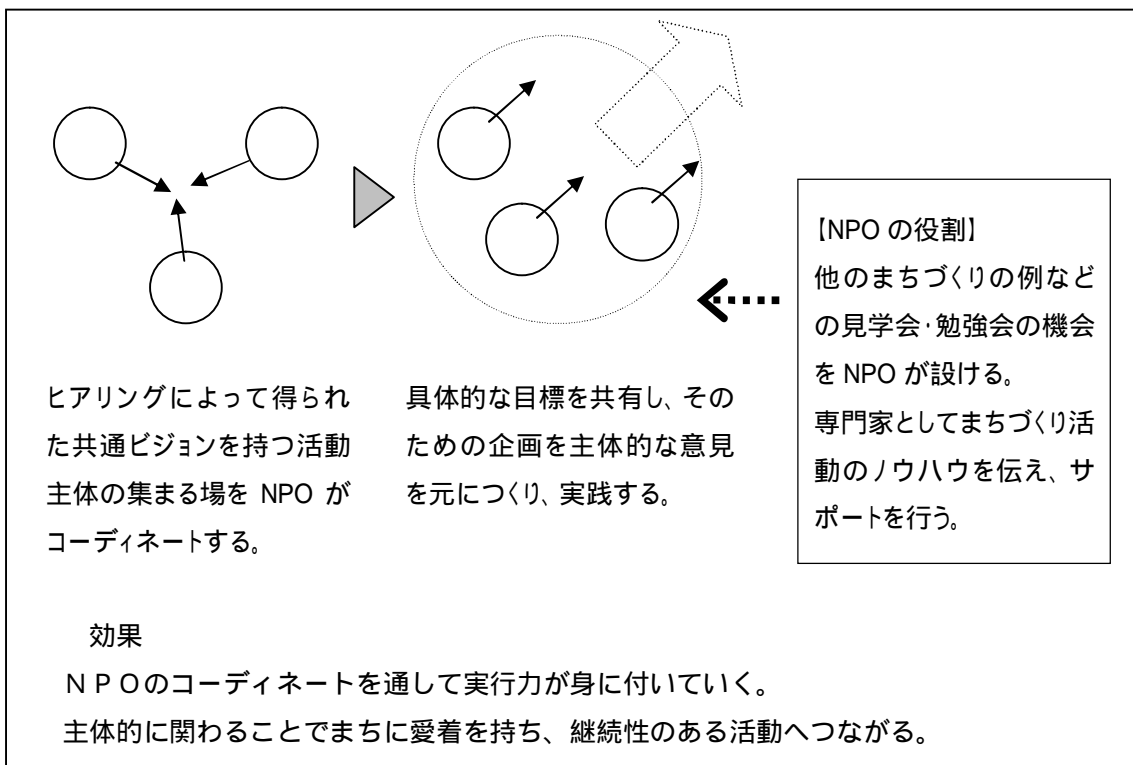 ヒアリングによって得られ
た共通ビジョンを持つ活動
主体の集まる場を NPO が
コーディネートする。
具体的な目標を共有し、その
ための企画を主体的な意見
を元につくり、実践する。
【NPO の役割】
他のまちづくりの例など
の見学会・勉強会の機会
を NPO が設ける。
専門家としてまちづくり活
動のノウハウを伝え、サ
ポートを行う。
効果
ＮＰＯのコーディネートを通して実行力が身に付いていく。
主体的に関わることでまちに愛着を持ち、継続性のある活動へつながる。